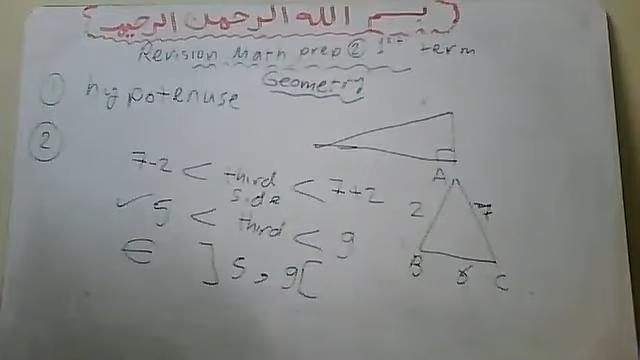 بسم الله الرحمن الرحيم
Revision Math prep ② 1st term
Geometry
① hypotenuse
②
7-2 < third side < 7+2
✓ 5 < third < 9
∈ ]5 , 9[
A
2 7
B C